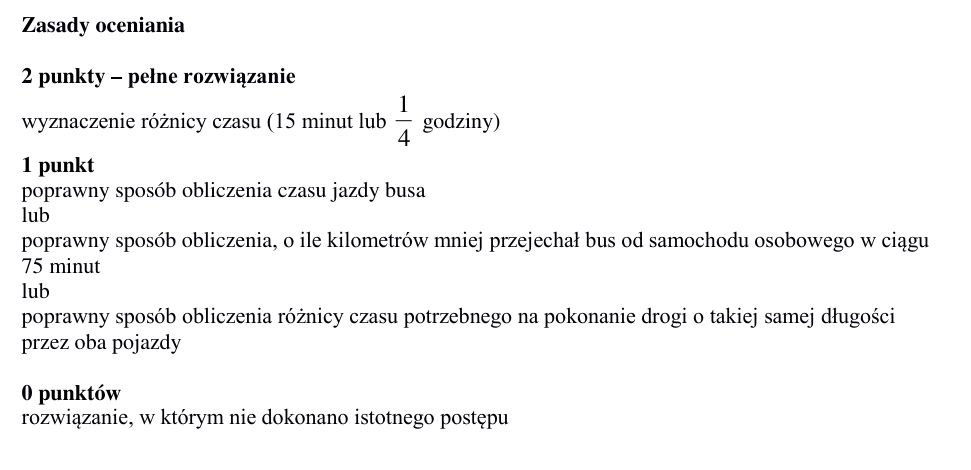 Zasady oceniania
2 punkty – pełne rozwiązanie
wyznaczenie różnicy czasu (15 minut lub 1/4 godziny)
1 punkt
poprawny sposób obliczenia czasu jazdy busa
lub
poprawny sposób obliczenia, o ile kilometrów mniej przejechał bus od samochodu osobowego w ciągu
75 minut
lub
poprawny sposób obliczenia różnicy czasu potrzebnego na pokonanie drogi o takiej samej długości
przez oba pojazdy
0 punktów
rozwiązanie, w którym nie dokonano istotnego postępu